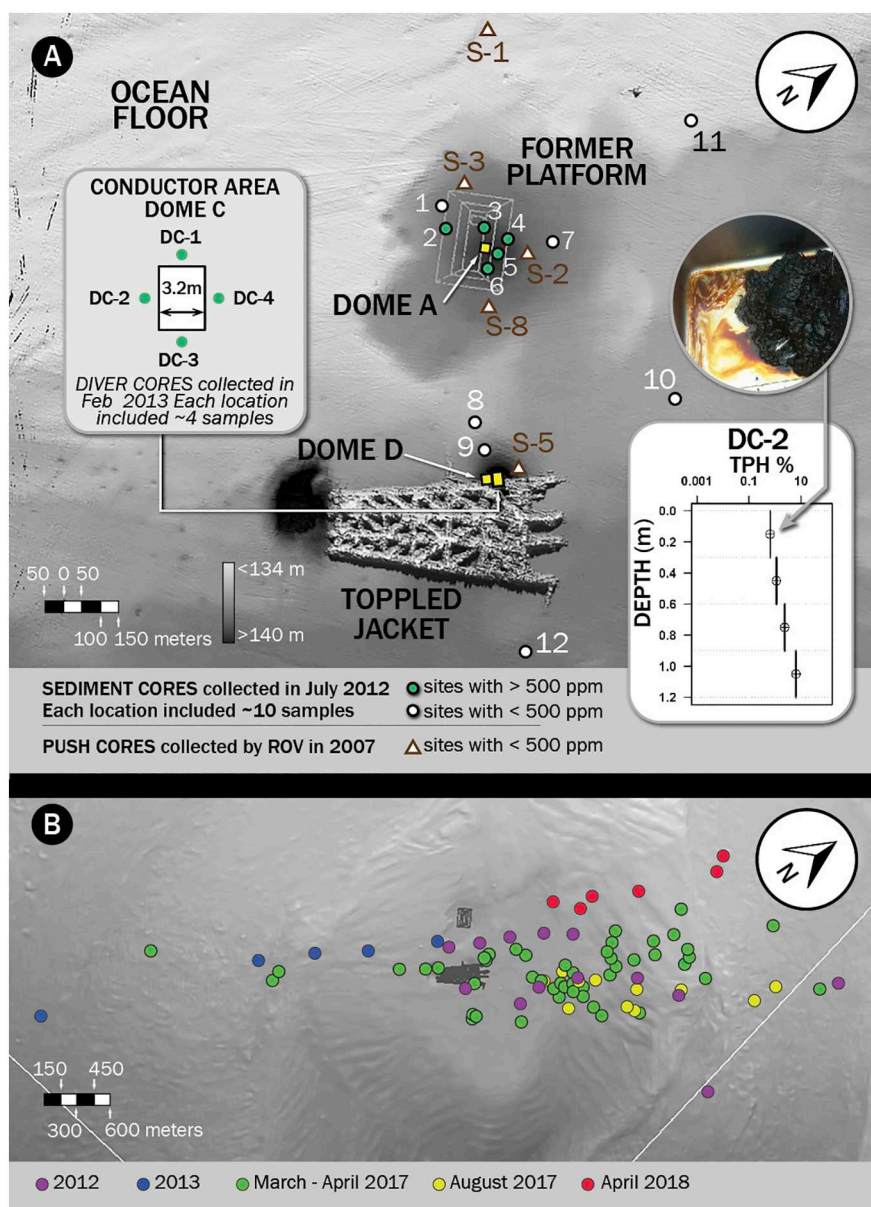 A
N
OCEAN
FLOOR
S-1
11
FORMER
PLATFORM
S-3
1
2
3
4
5
6
7
S-2
DOME A
S-8
CONDUCTOR AREA
DOME C
DC-1
DC-2
3.2m
DC-4
DC-3
DIVER CORES collected in
Feb 2013 Each location
included ~4 samples
8
9
10
S-5
DOME D
DC-2
TPH %
0.001
0.1
10
DEPTH (m)
0.0
0.2
0.4
0.6
0.8
1.0
1.2
50 0 50
100 150 meters
<134 m
>140 m
TOPPLED
JACKET
12
SEDIMENT CORES collected in July 2012
Each location included ~10 samples
sites with > 500 ppm
sites with < 500 ppm
PUSH CORES collected by ROV in 2007
sites with < 500 ppm
B
N
150 450
300 600 meters
2012
2013
March - April 2017
August 2017
April 2018